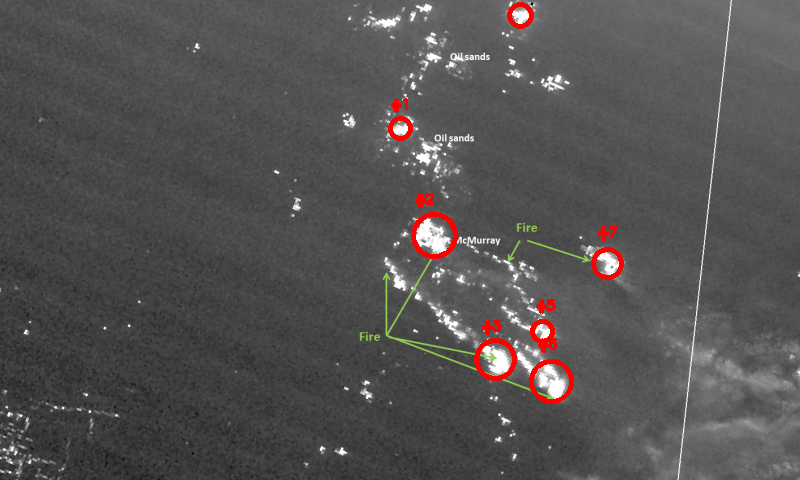 Oil sands
#1
Oil sands
#2
McMurray
Fire
#7
#5
Fire
#3
#6